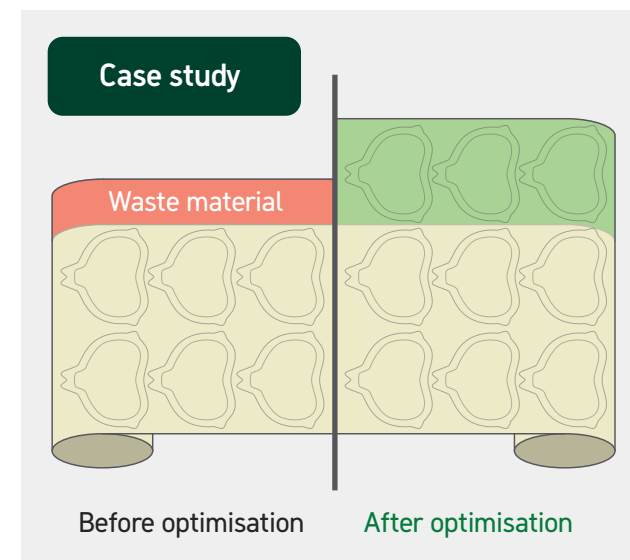 Case study
Waste material
Before optimisation
After optimisation